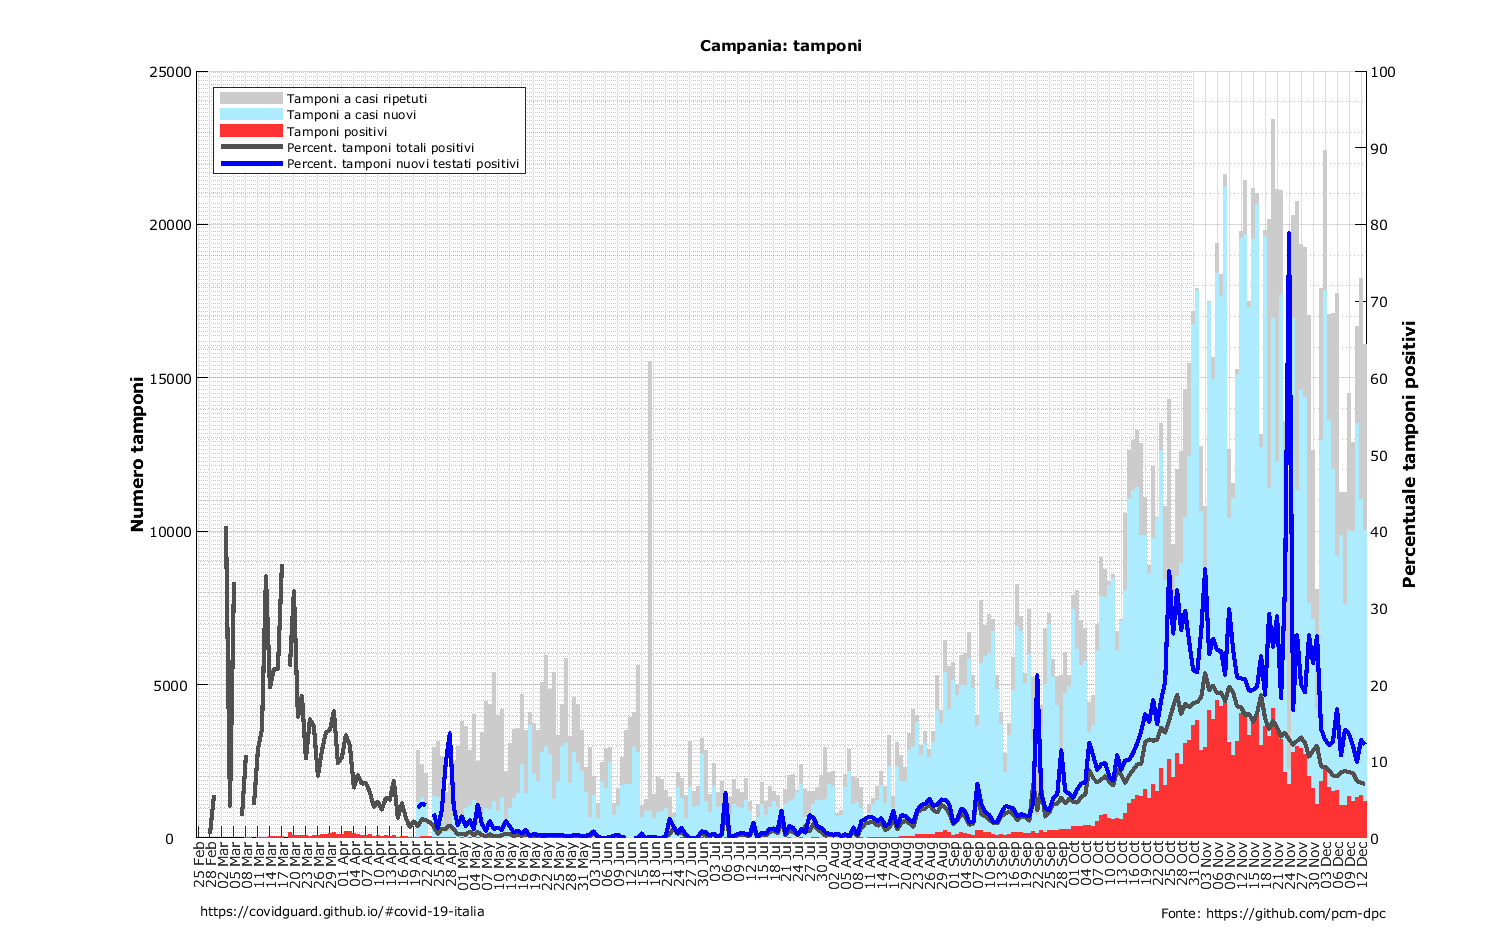 Campania: tamponi
25000
20000
15000
10000
5000
0
Numero tamponi
Tamponi a casi ripetuti
Tamponi a casi nuovi
Tamponi positivi
Percent. tamponi totali positivi
Percent. tamponi nuovi testati positivi
100
90
80
70
60
50
40
30
20
10
0
Percentuale tamponi positivi
25 Feb
28 Feb
02 Mar
05 Mar
08 Mar
11 Mar
14 Mar
17 Mar
20 Mar
23 Mar
26 Mar
29 Mar
01 Apr
04 Apr
07 Apr
10 Apr
13 Apr
16 Apr
19 Apr
22 Apr
25 Apr
28 Apr
01 May
04 May
07 May
10 May
13 May
16 May
19 May
22 May
25 May
28 May
31 May
03 Jun
06 Jun
09 Jun
12 Jun
15 Jun
18 Jun
21 Jun
24 Jun
27 Jun
30 Jun
03 Jul
06 Jul
09 Jul
12 Jul
15 Jul
18 Jul
21 Jul
24 Jul
27 Jul
30 Jul
02 Aug
05 Aug
08 Aug
11 Aug
14 Aug
17 Aug
20 Aug
23 Aug
26 Aug
29 Aug
01 Sep
04 Sep
07 Sep
10 Sep
13 Sep
16 Sep
19 Sep
22 Sep
25 Sep
28 Sep
01 Oct
04 Oct
07 Oct
10 Oct
13 Oct
16 Oct
19 Oct
22 Oct
25 Oct
28 Oct
31 Oct
03 Nov
06 Nov
09 Nov
12 Nov
15 Nov
18 Nov
21 Nov
24 Nov
27 Nov
30 Nov
03 Dec
06 Dec
09 Dec
12 Dec
https://covidguard.github.io/#covid-19-italia
Fonte: https://github.com/pcm-dpc